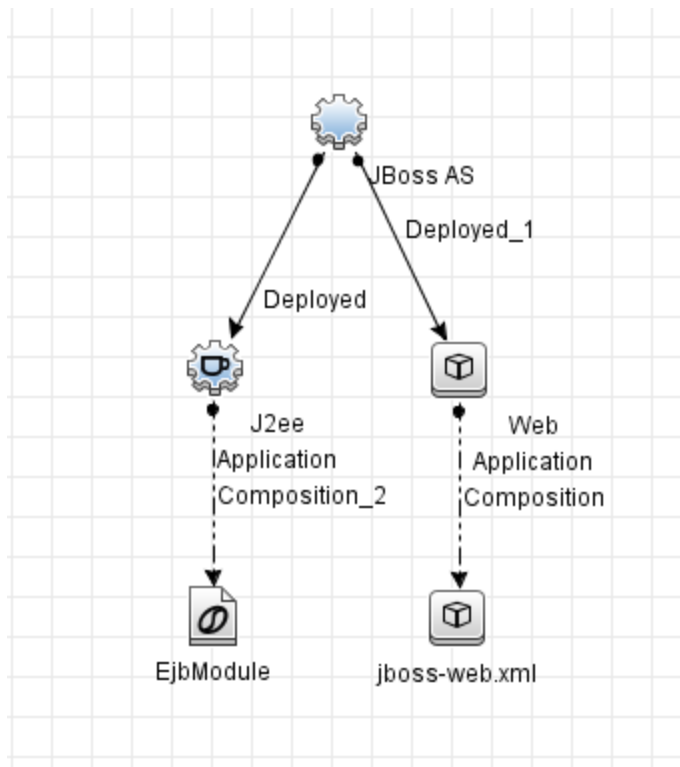 JBoss AS
Deployed_1
Deployed
J2ee
Application
Composition_2
Web
Application
Composition
EjbModule
jboss-web.xml